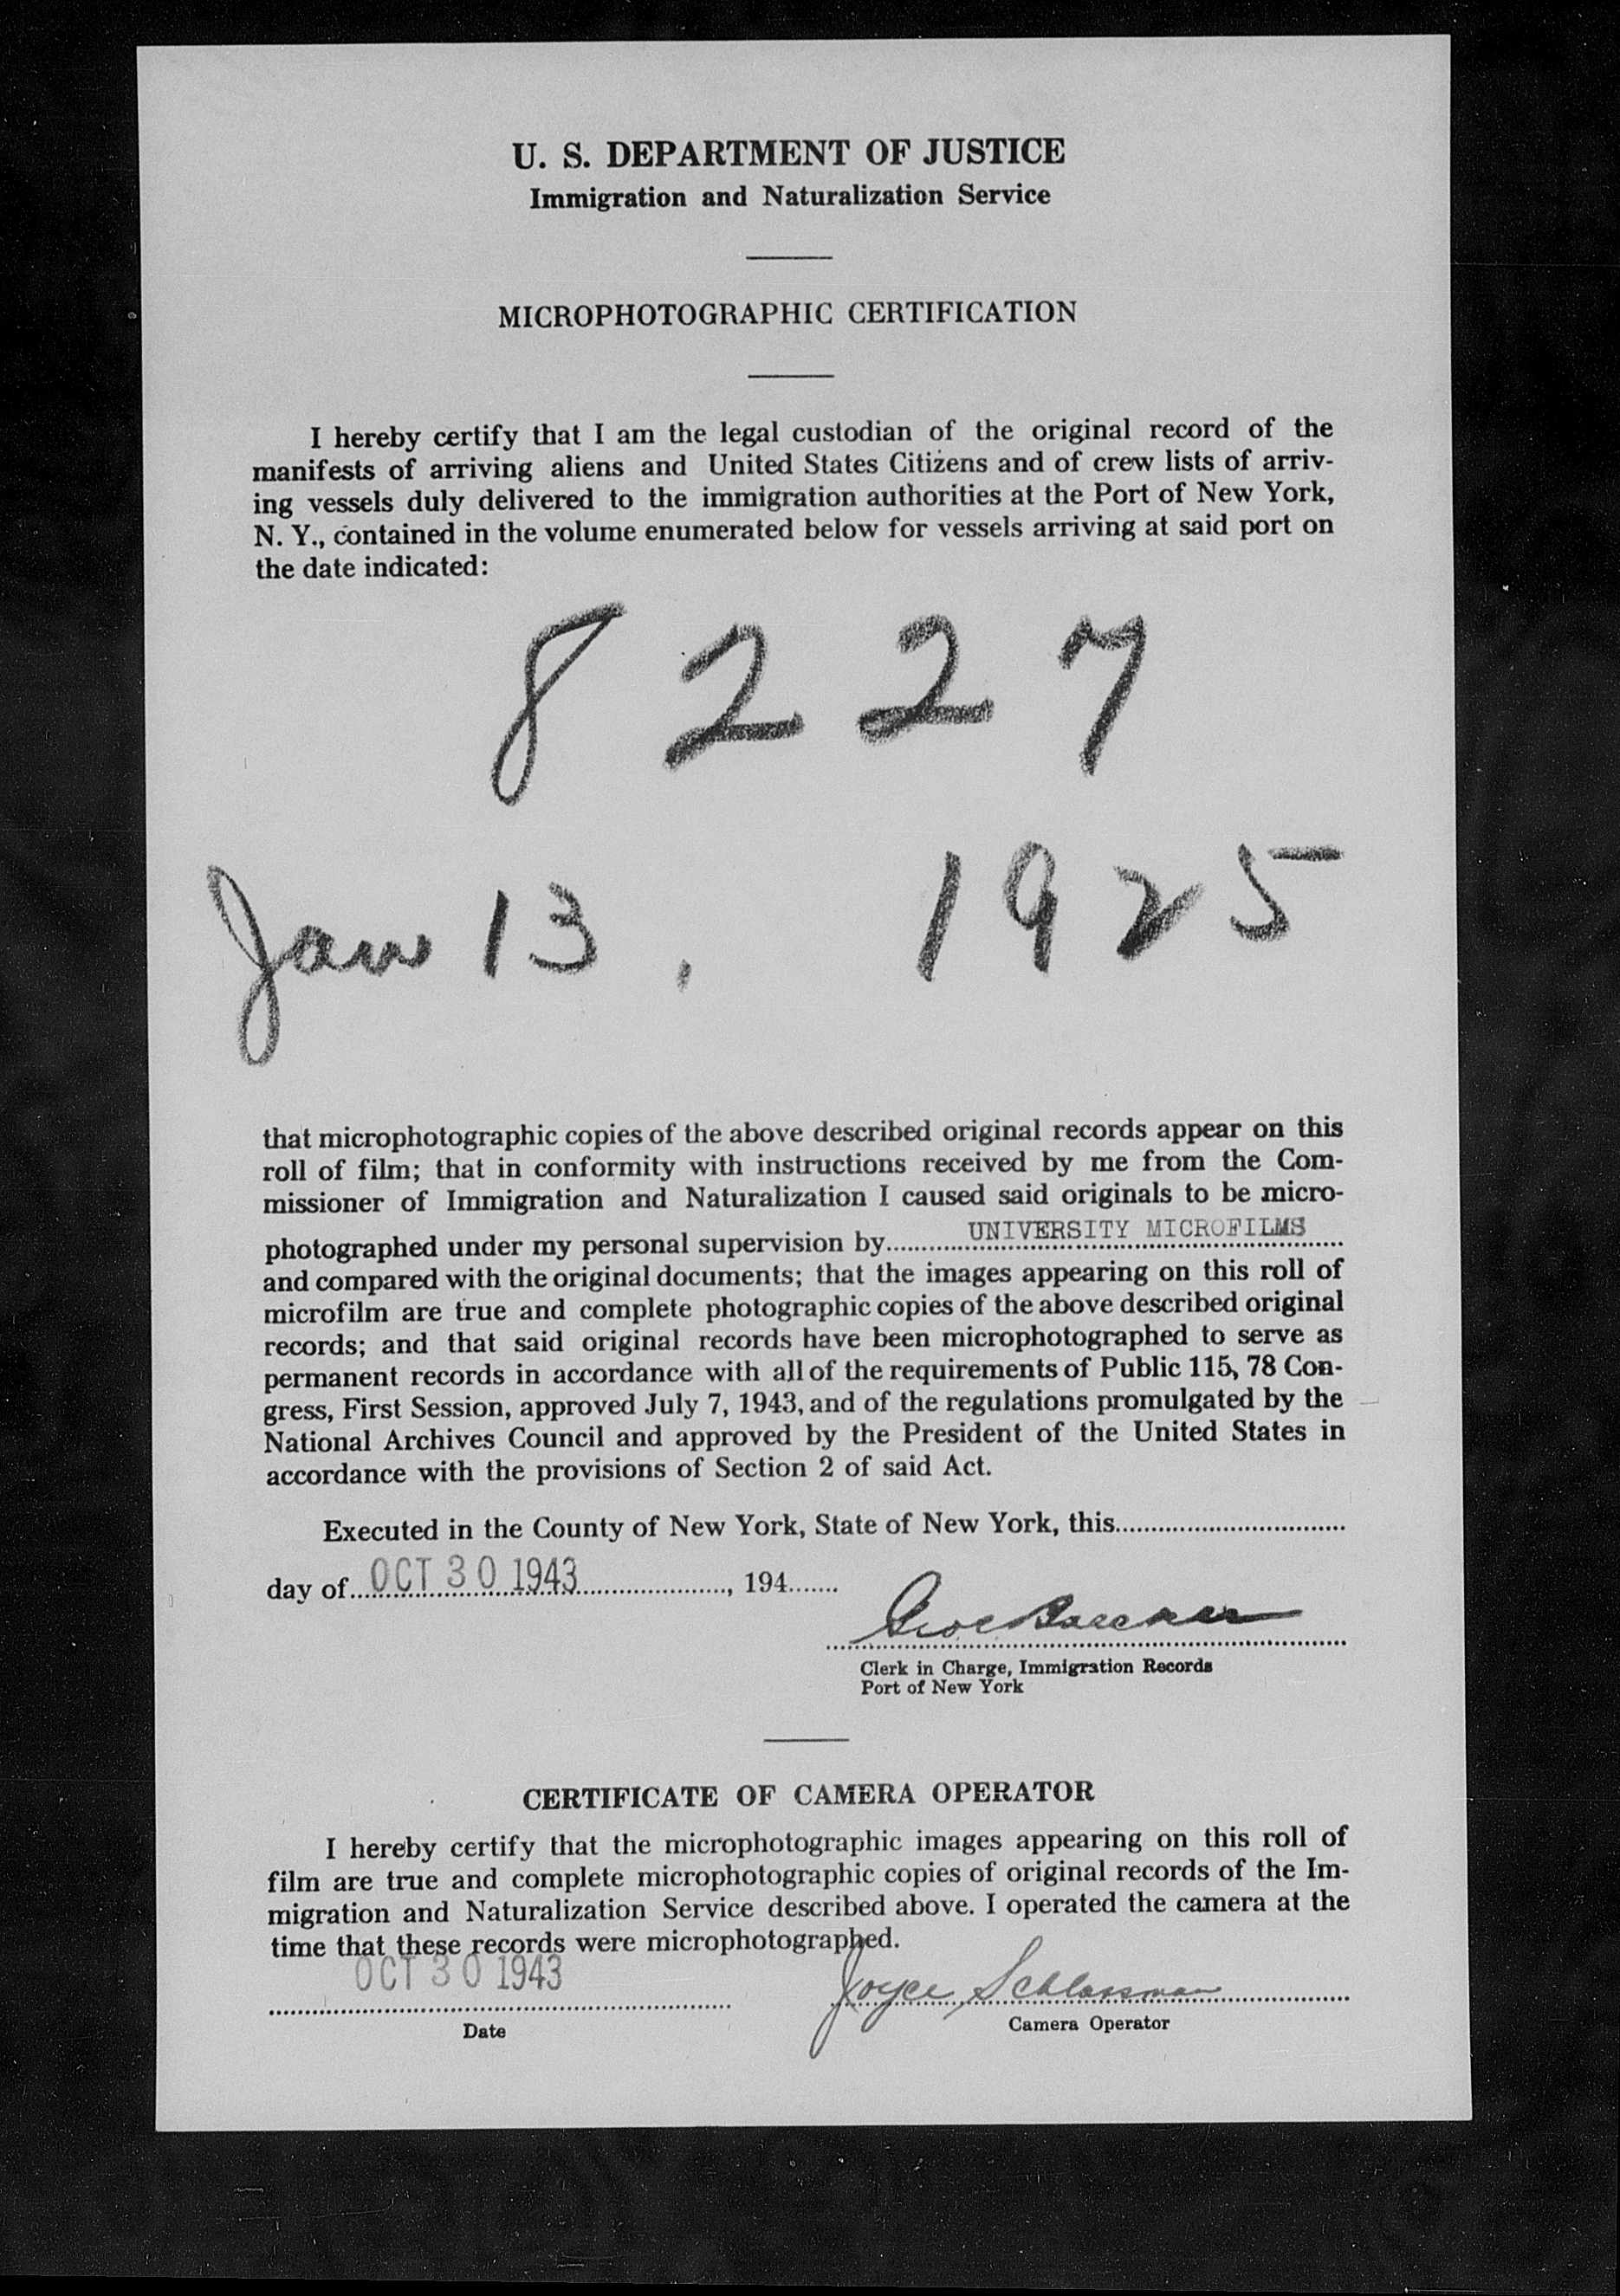 U. S. DEPARTMENT OF JUSTICE
Immigration and Naturalization Service
MICROPHOTOGRAPHIC CERTIFICATION
I hereby certify that I am the legal custodian of the original record of the
manifests of arriving aliens and United States Citizens and of crew lists of arriv-
ing vessels duly delivered to the immigration authorities at the Port of New York,
N. Y., contained in the volume enumerated below for vessels arriving at said port on
the date indicated:
8227
Jan 13, 1925
that microphotographic copies of the above described original records appear on this
roll of film; that in conformity with instructions received by me from the Com-
missioner of Immigration and Naturalization I caused said originals to be micro-
photographed under my personal supervision by UNIVERSITY MICROFILMS
and compared with the original documents; that the images appearing on this roll of
microfilm are true and complete photographic copies of the above described original
records; and that said original records have been microphotographed to serve as
permanent records in accordance with all of the requirements of Public 115, 78 Con-
gress, First Session, approved July 7, 1943, and of the regulations promulgated by the
National Archives Council and approved by the President of the United States in
accordance with the provisions of Section 2 of said Act.
Executed in the County of New York, State of New York, this
day of OCT 30 1943, 194
Clerk in Charge, Immigration Records
Port of New York
CERTIFICATE OF CAMERA OPERATOR
I hereby certify that the microphotographic images appearing on this roll of
film are true and complete microphotographic copies of original records of the Im-
migration and Naturalization Service described above. I operated the camera at the
time that these records were microphotographed.
OCT 30 1943 Joyce Schlossman
Date Camera Operator